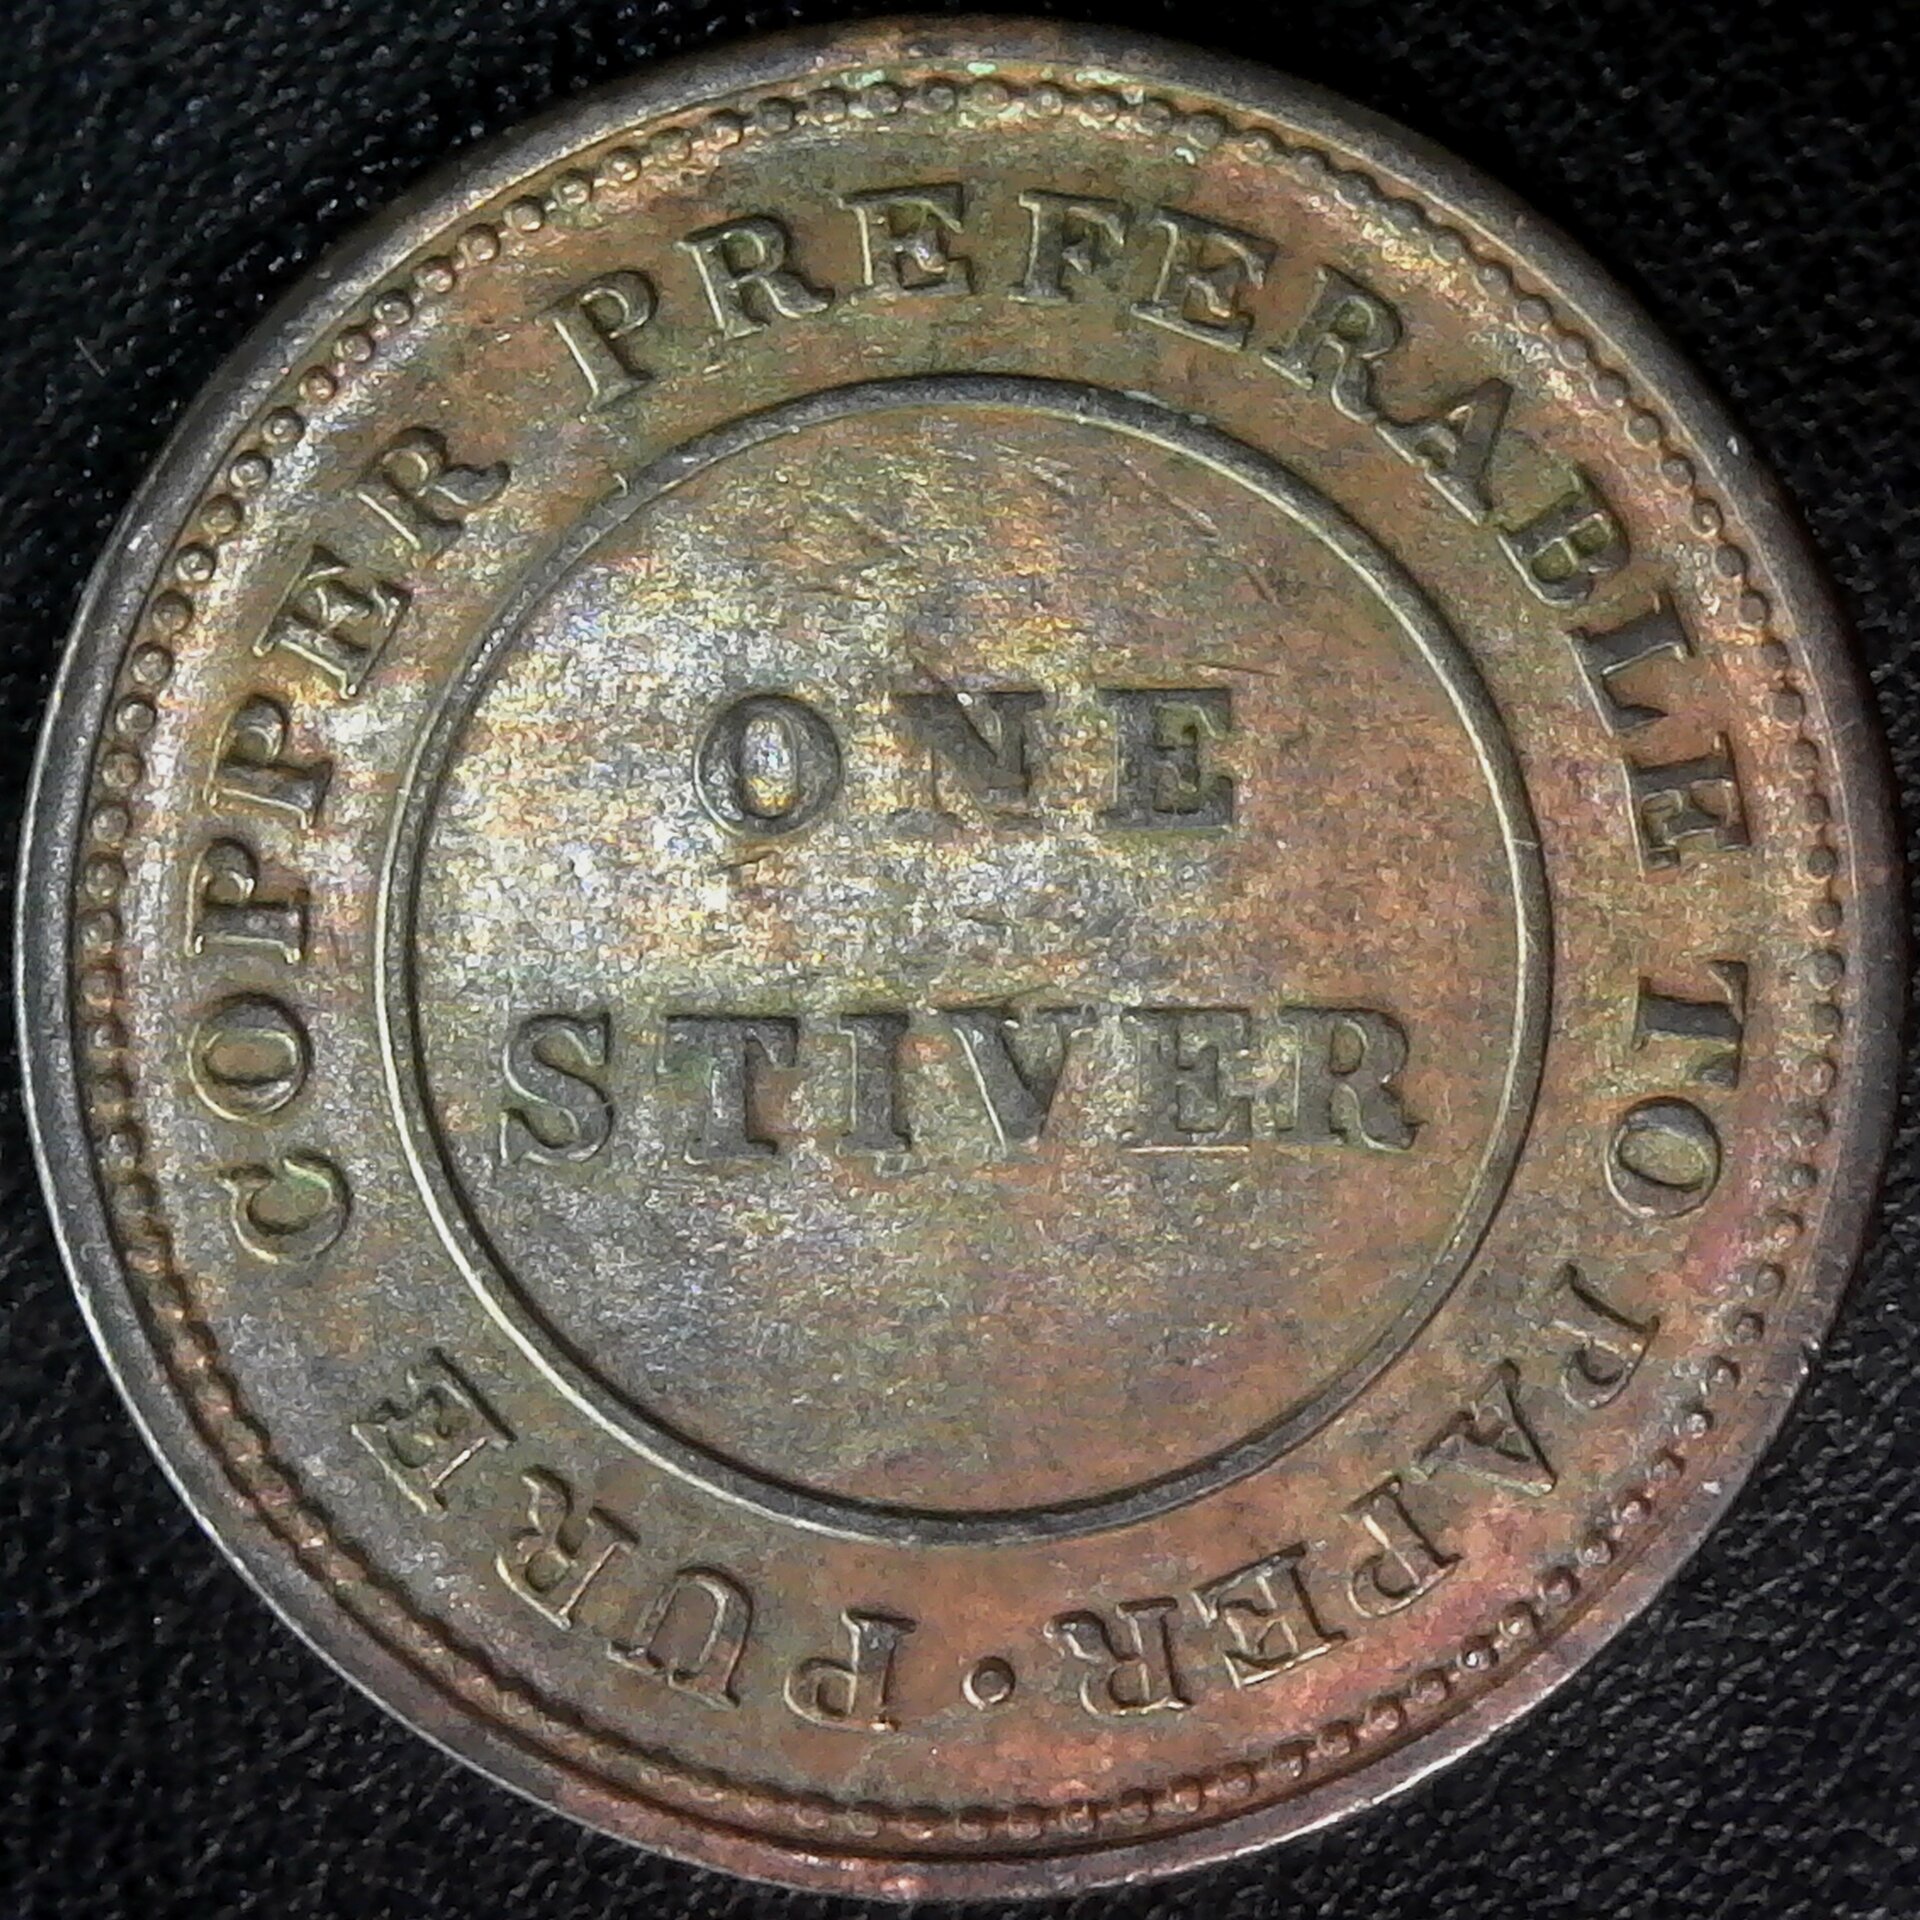 PURE COPPER PREFERABLE TO PAPER ·
ONE
STIVER